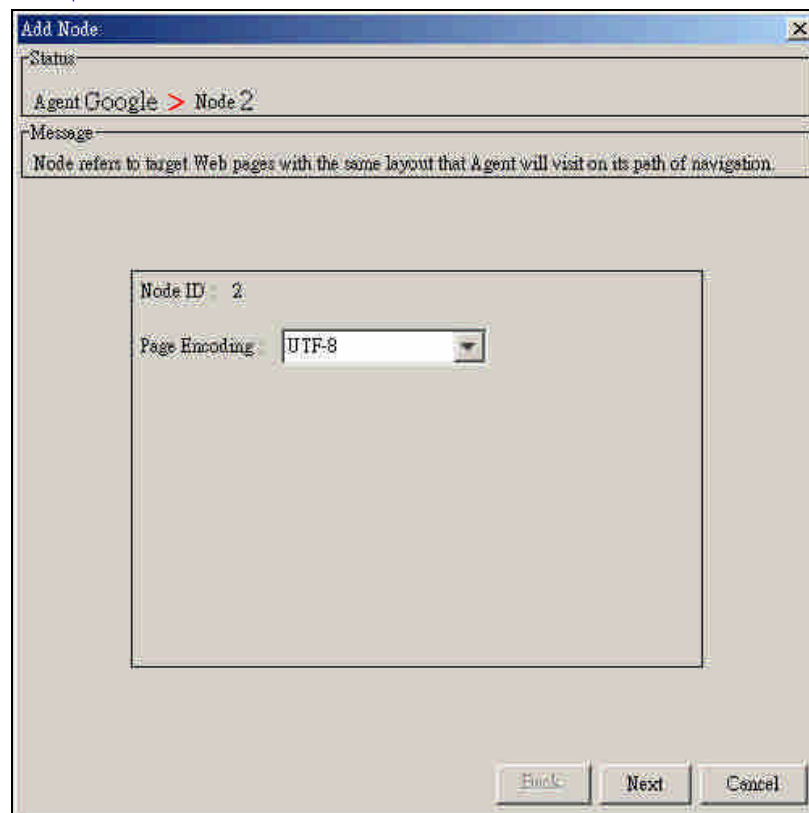 Add Node
Status
Agent Google > Node 2
Message
Node refers to target Web pages with the same layout that Agent will visit on its path of navigation.
Node ID : 2
Page Encoding : UTF-8
Back Next Cancel